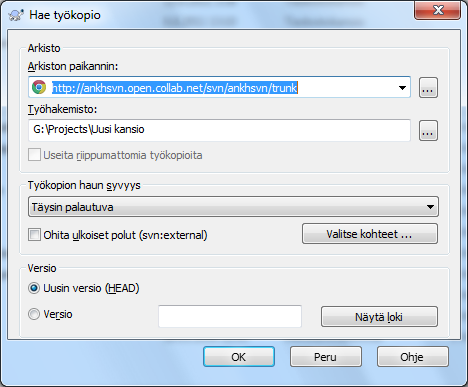 Hae työkopio
Arkisto
Arkiston paikannin:
http://ankhsvn.open.collab.net/svn/ankhsvn/trunk
...
Työhakemisto:
G:\Projects\Uusi kansio
...
Useita riippumattomia työkopioita
Työkopion haun syvyys
Täysin palautuva
Ohita ulkoiset polut (svn:external)
Valitse kohteet ...
Versio
Uusin versio (HEAD)
Versio
Näytä loki
OK
Peru
Ohje